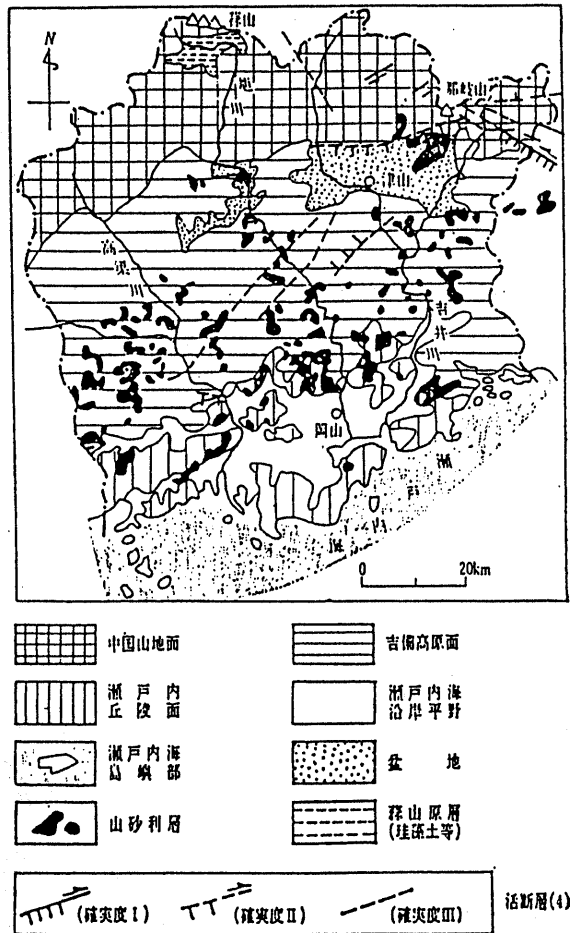 N
蒜山
旭川
那岐山
津山
高梁川
吉井川
岡山
瀬戸内海
0 20km
中国山地面
吉備高原面
瀬戸内
丘陵面
瀬戸内海
沿岸平野
瀬戸内海
島嶼部
盆地
山砂利層
蒜山原層
(珪藻土等)
(確実度I)
(確実度II)
(確実度III)
活断層(4)